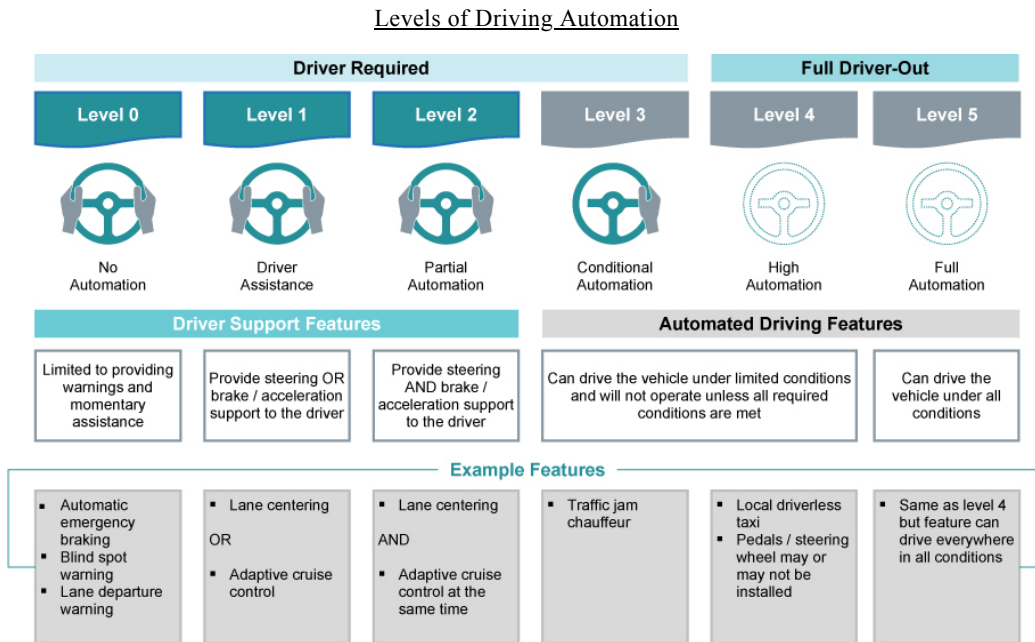 Levels of Driving Automation
Driver Required
Full Driver-Out
Level 0
Level 1
Level 2
Level 3
Level 4
Level 5
No
Automation
Driver
Assistance
Partial
Automation
Conditional
Automation
High
Automation
Full
Automation
Driver Support Features
Automated Driving Features
Limited to providing
warnings and
momentary
assistance
Provide steering OR
brake / acceleration
support to the driver
Provide steering
AND brake /
acceleration support
to the driver
Can drive the vehicle under limited conditions
and will not operate unless all required
conditions are met
Can drive the
vehicle under all
conditions
Example Features
▪ Automatic
emergency
braking
▪ Blind spot
warning
▪ Lane departure
warning
▪ Lane centering
OR
▪ Adaptive cruise
control
▪ Lane centering
AND
▪ Adaptive cruise
control at the
same time
▪ Traffic jam
chauffeur
▪ Local driverless
taxi
▪ Pedals / steering
wheel may or
may not be
installed
▪ Same as level 4
but feature can
drive everywhere
in all conditions